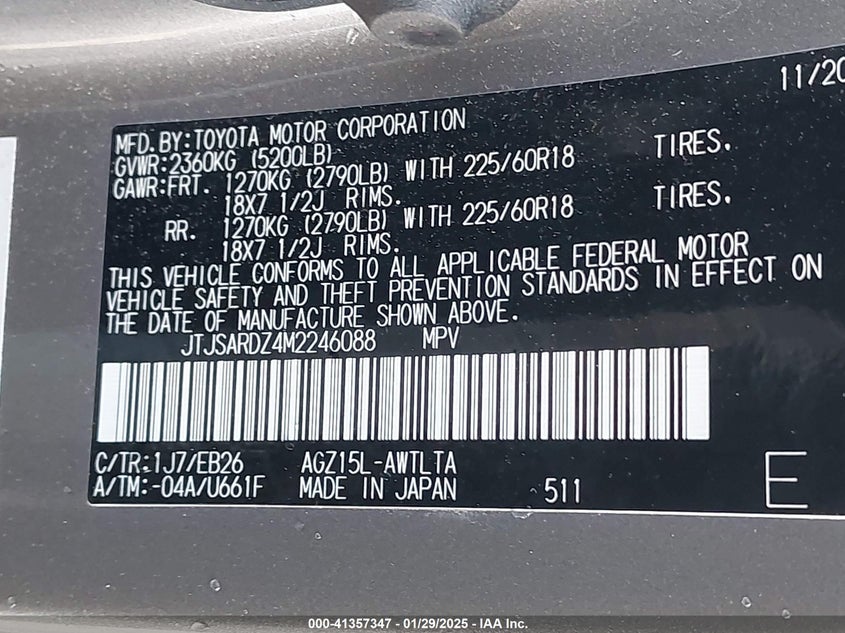 11/20
MFD.BY:TOYOTA MOTOR CORPORATION
GVWR:2360KG (5200LB)
GAWR:FRT. 1270KG (2790LB) WITH 225/60R18 TIRES.
18X7 1/2J RIMS.
RR. 1270KG (2790LB) WITH 225/60R18 TIRES.
18X7 1/2J RIMS.
THIS VEHICLE CONFORMS TO ALL APPLICABLE FEDERAL MOTOR
VEHICLE SAFETY AND THEFT PREVENTION STANDARDS IN EFFECT ON
THE DATE OF MANUFACTURE SHOWN ABOVE.
JTJSARDZ4M2246088 MPV
C/TR:1J7/EB26 AGZ15L-AWTLTA
A/TM:-04A/U661F MADE IN JAPAN 511 E
000-41357347 - 01/29/2025 - IAA Inc.